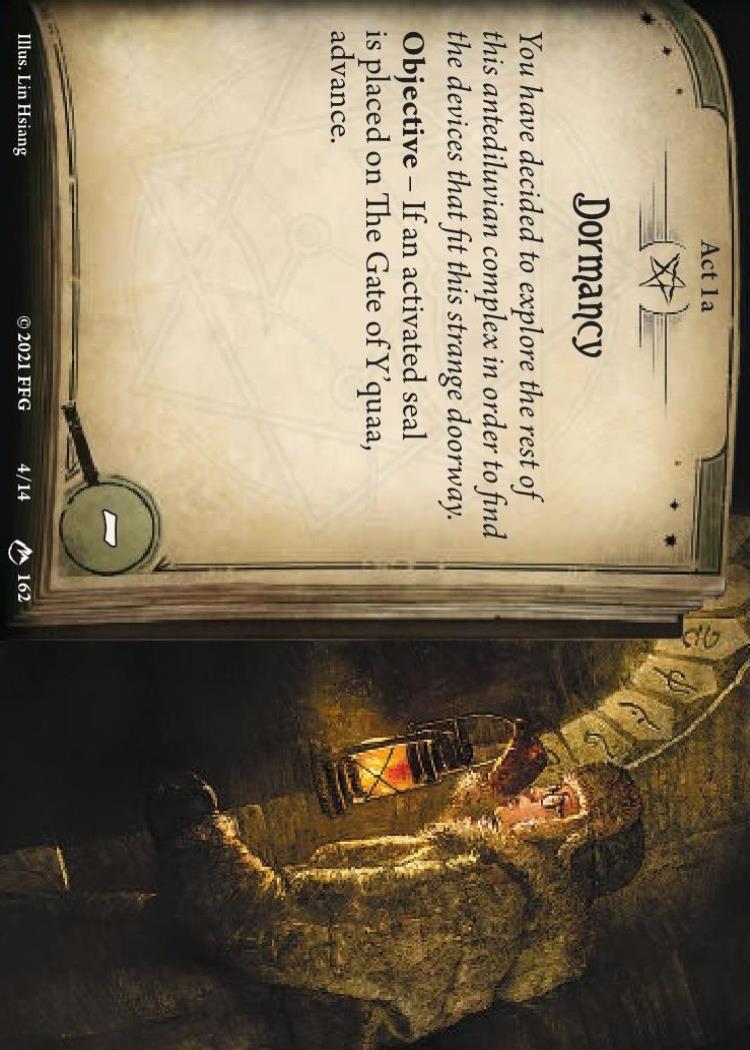 Act 1a
Dormancy
You have decided to explore the rest of
this antediluvian complex in order to find
the devices that fit this strange doorway.
Objective – If an activated seal
is placed on The Gate of Y’quaa,
advance.
–
Illus. Lin Hsiang
© 2021 FFG
4/14
162